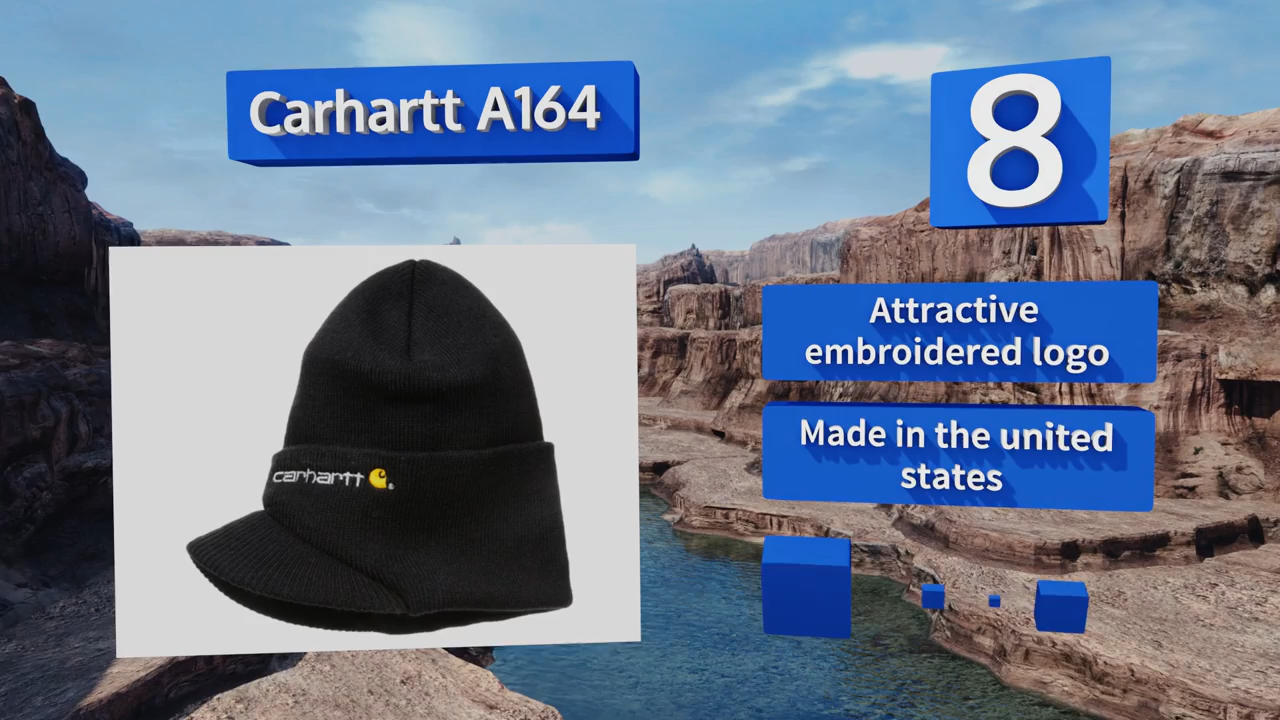 Carhartt A164
8
carhartt
Attractive
embroidered logo
Made in the united
states